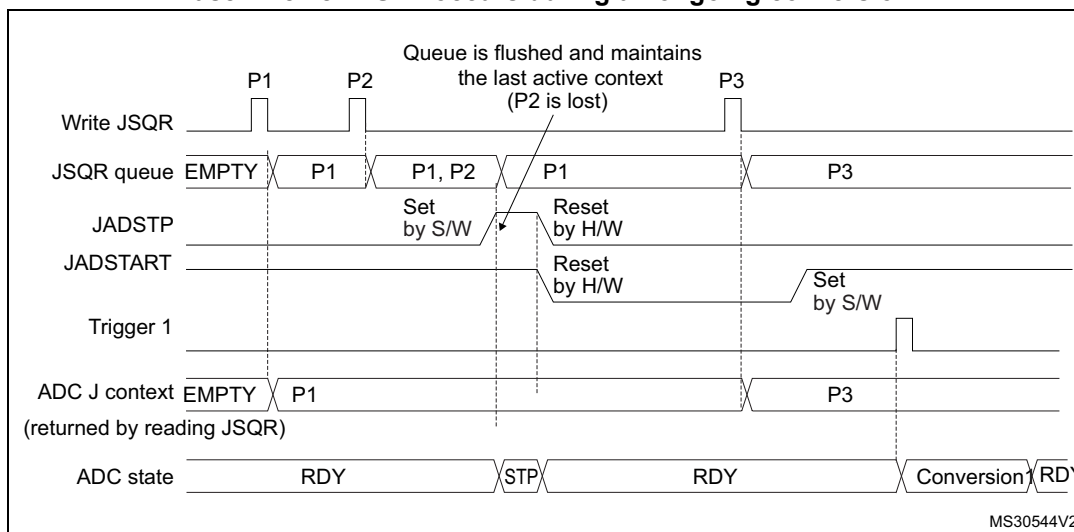 Queue is flushed and maintains
the last active context
(P2 is lost)
P1
P2
P3
Write JSQR
JSQR queue
EMPTY
P1
P1, P2
P1
P3
Set
by S/W
Reset
by H/W
JADSTP
JADSTART
Reset
by H/W
Set
by S/W
Trigger 1
ADC J context
(returned by reading JSQR)
EMPTY
P1
P3
ADC state
RDY
STP
RDY
Conversion1
MS30544V2